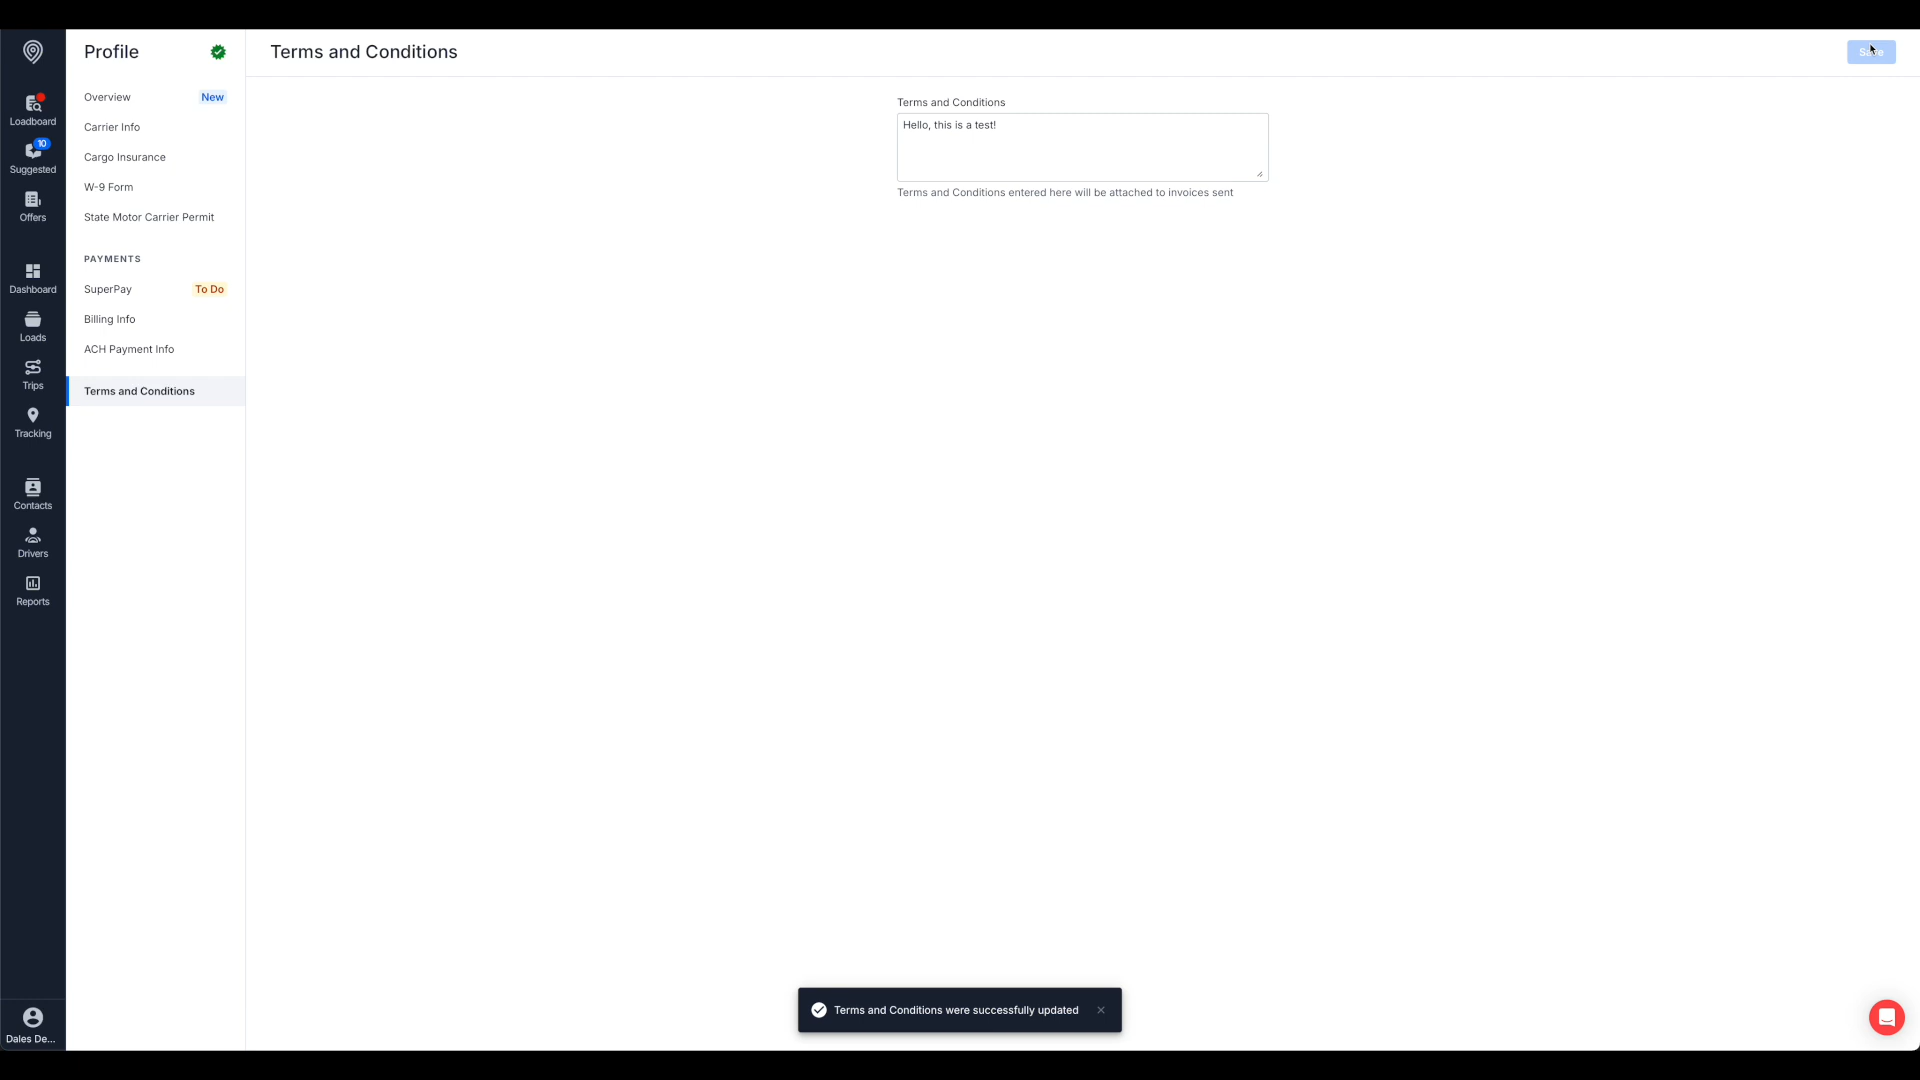 Profile
Terms and Conditions
Save
Loadboard
10
Suggested
Offers
Dashboard
Loads
Trips
Tracking
Contacts
Drivers
Reports
Dales De...
Overview
New
Carrier Info
Cargo Insurance
W-9 Form
State Motor Carrier Permit
PAYMENTS
SuperPay
To Do
Billing Info
ACH Payment Info
Terms and Conditions
Terms and Conditions
Hello, this is a test!
Terms and Conditions entered here will be attached to invoices sent
Terms and Conditions were successfully updated